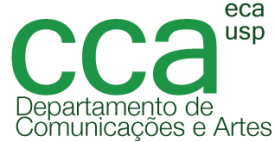 cca
eca
usp
Departamento de
Comunicações e Artes